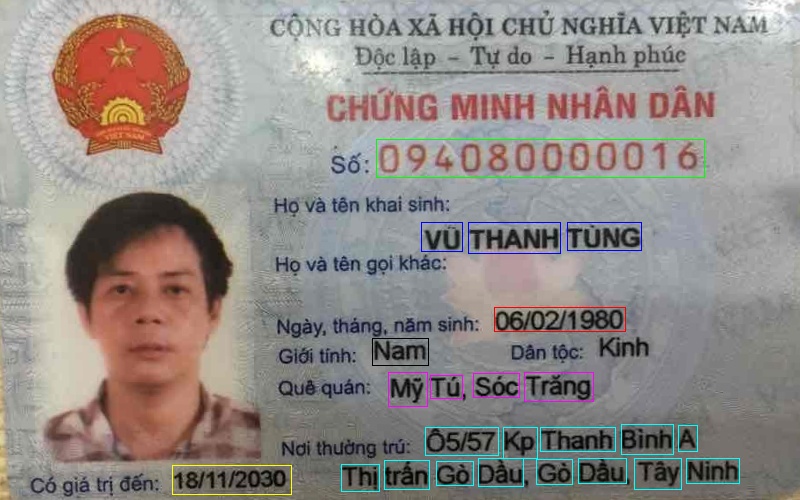 CỘNG HÒA XÃ HỘI CHỦ NGHĨA VIỆT NAM
Độc lập - Tự do - Hạnh phúc
CHỨNG MINH NHÂN DÂN
Số: 094080000016
Họ và tên khai sinh:
VŨ THANH TÙNG
Họ và tên gọi khác:
Ngày, tháng, năm sinh: 06/02/1980
Giới tính: Nam Dân tộc: Kinh
Quê quán: Mỹ Tú, Sóc Trăng
Nơi thường trú: Ô5/57 Kp Thanh Bình A
Thị trấn Gò Dầu, Gò Dầu, Tây Ninh
Có giá trị đến: 18/11/2030